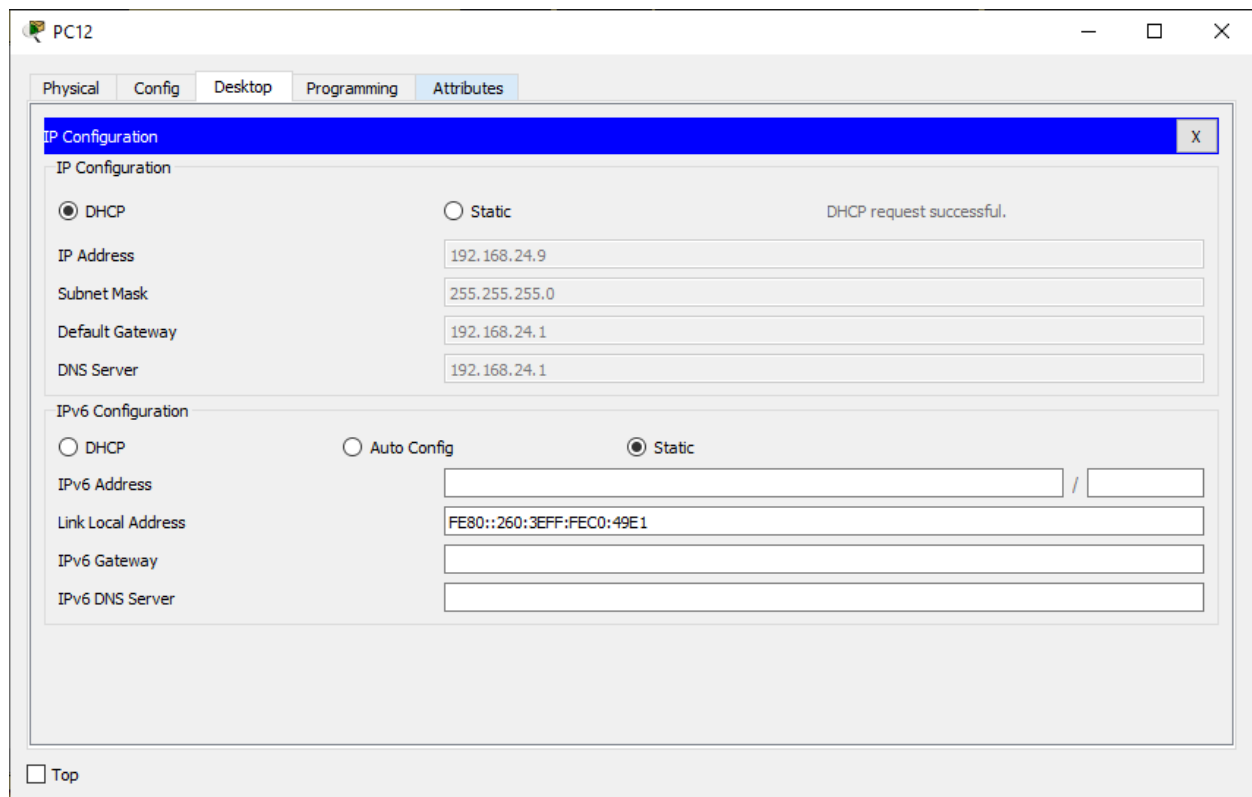 PC12
Physical Config Desktop Programming Attributes
IP Configuration X
IP Configuration
DHCP Static DHCP request successful.
IP Address 192.168.24.9
Subnet Mask 255.255.255.0
Default Gateway 192.168.24.1
DNS Server 192.168.24.1
IPv6 Configuration
DHCP Auto Config Static
IPv6 Address /
Link Local Address FE80::260:3EFF:FEC0:49E1
IPv6 Gateway
IPv6 DNS Server
Top